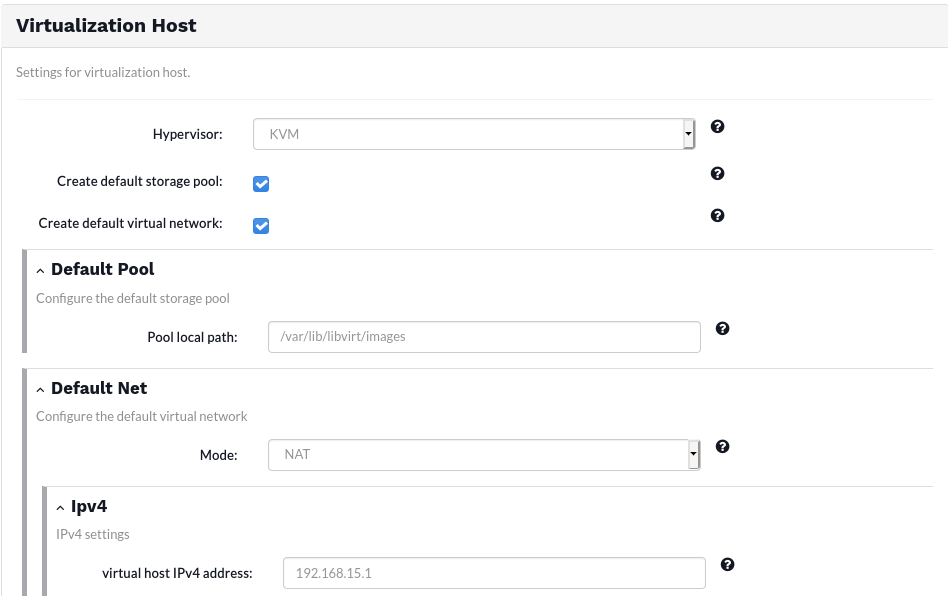 Virtualization Host
Settings for virtualization host.
Hypervisor: KVM
Create default storage pool:
Create default virtual network:
Default Pool
Configure the default storage pool
Pool local path: /var/lib/libvirt/images
Default Net
Configure the default virtual network
Mode: NAT
Ipv4
IPv4 settings
virtual host IPv4 address: 192.168.15.1